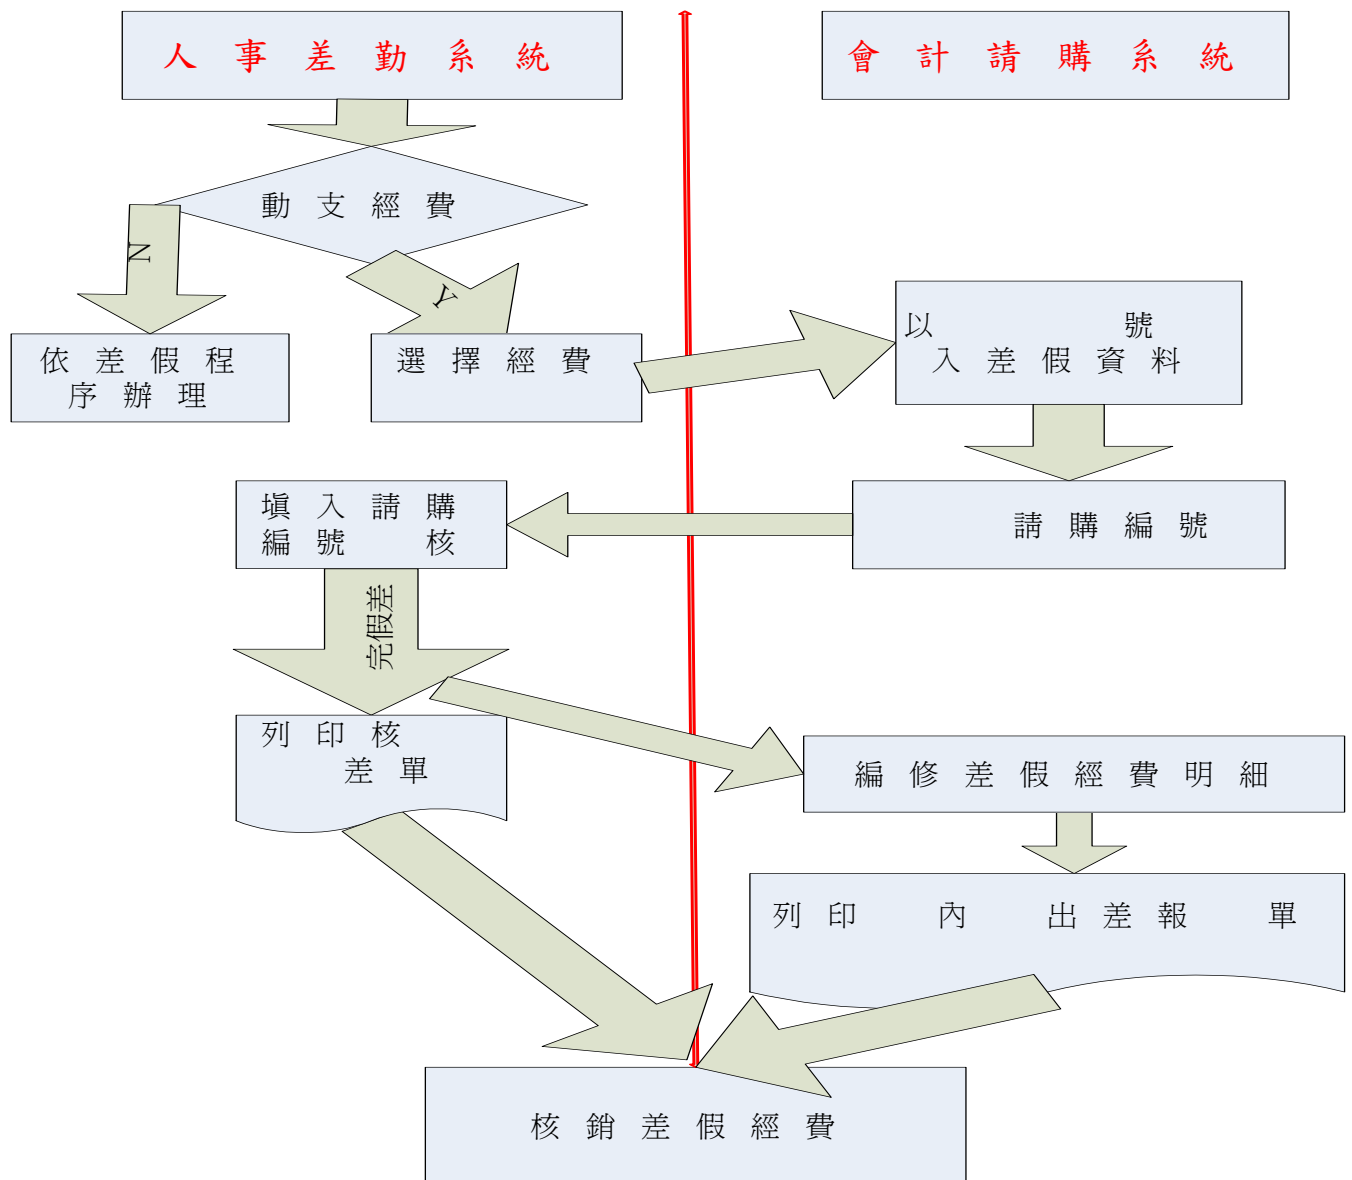 人事差勤系統
會計請購系統
動支經費
N
Y
依差假程
序辦理
選擇經費
以 號
入差假資料
填入請購
編號 核
請購編號
完假差
列印核
差單
編修差假經費明細
列印 內 出差報 單
核銷差假經費